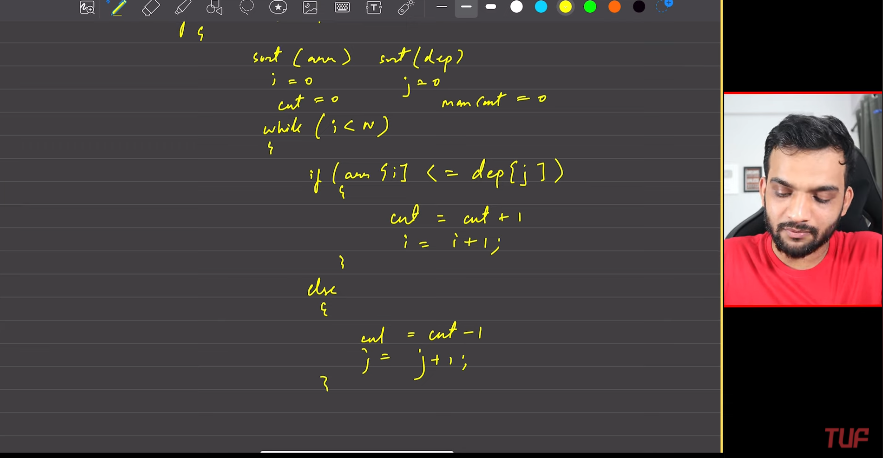 sort (arr) sort (dep)
i = 0 j = 0
cnt = 0 maxCnt = 0
while (i < N)
{
if (arr[i] <= dep[j])
{
cnt = cnt + 1
i = i + 1;
}
else
{
cnt = cnt - 1
j = j + 1;
}
TUF